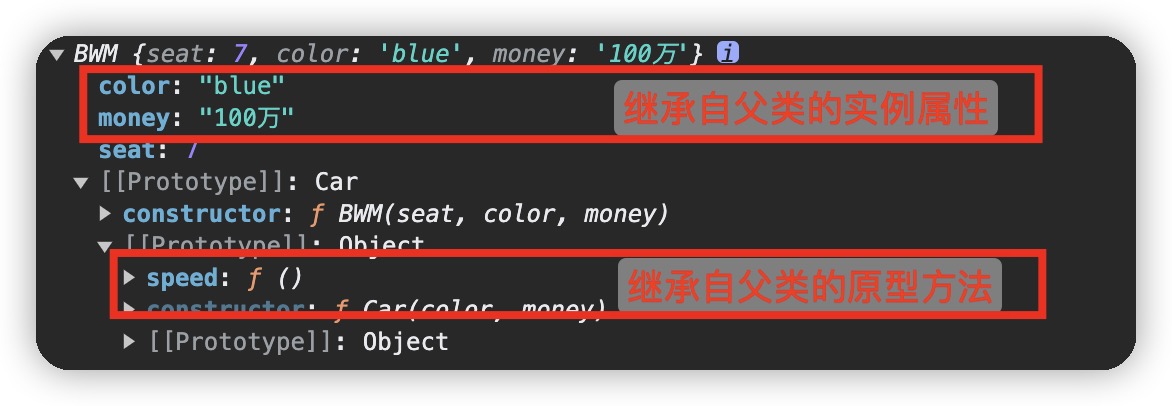 ▼ BWM {seat: 7, color: 'blue', money: '100万'} i
color: "blue"
money: "100万"
继承自父类的实例属性
seat: 7
▼ [[Prototype]]: Car
▶ constructor: ƒ BWM(seat, color, money)
▼ [[Prototype]]: Object
▶ speed: ƒ ()
继承自父类的原型方法
▶ constructor: ƒ Car(color, money)
▶ [[Prototype]]: Object